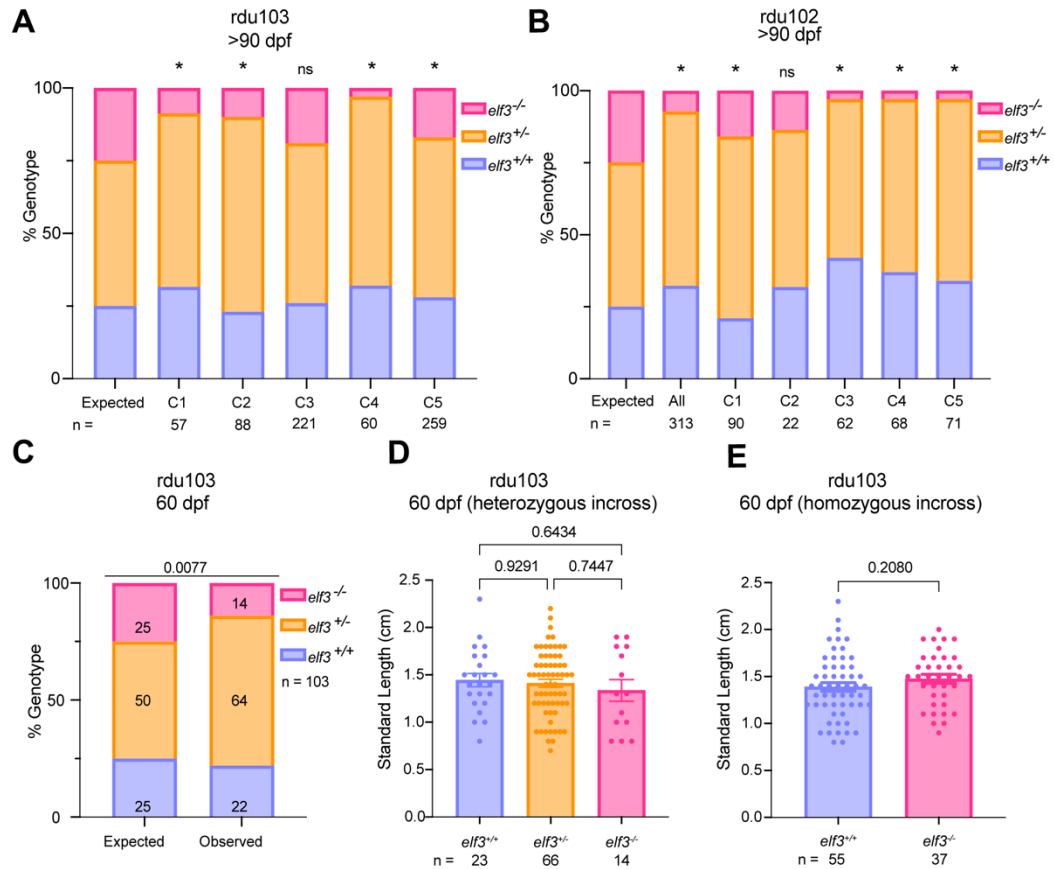 A
rdu103
>90 dpf
* * ns * *
% Genotype
100
50
0
elf3-/-
elf3+/-
elf3+/+
Expected C1 C2 C3 C4 C5
n = 57 88 221 60 259
B
rdu102
>90 dpf
* * ns * * *
% Genotype
100
50
0
elf3-/-
elf3+/-
elf3+/+
Expected All C1 C2 C3 C4 C5
n = 313 90 22 62 68 71
C
rdu103
60 dpf
0.0077
% Genotype
100
50
0
25 14
50 64
25 22
elf3-/-
elf3+/-
elf3+/+
n = 103
Expected Observed
D
rdu103
60 dpf (heterozygous incross)
0.6434
0.9291 0.7447
Standard Length (cm)
2.5
2.0
1.5
1.0
0.5
0.0
elf3+/+ elf3+/- elf3-/-
n = 23 66 14
E
rdu103
60 dpf (homozygous incross)
0.2080
Standard Length (cm)
2.5
2.0
1.5
1.0
0.5
0.0
elf3+/+ elf3-/-
n = 55 37